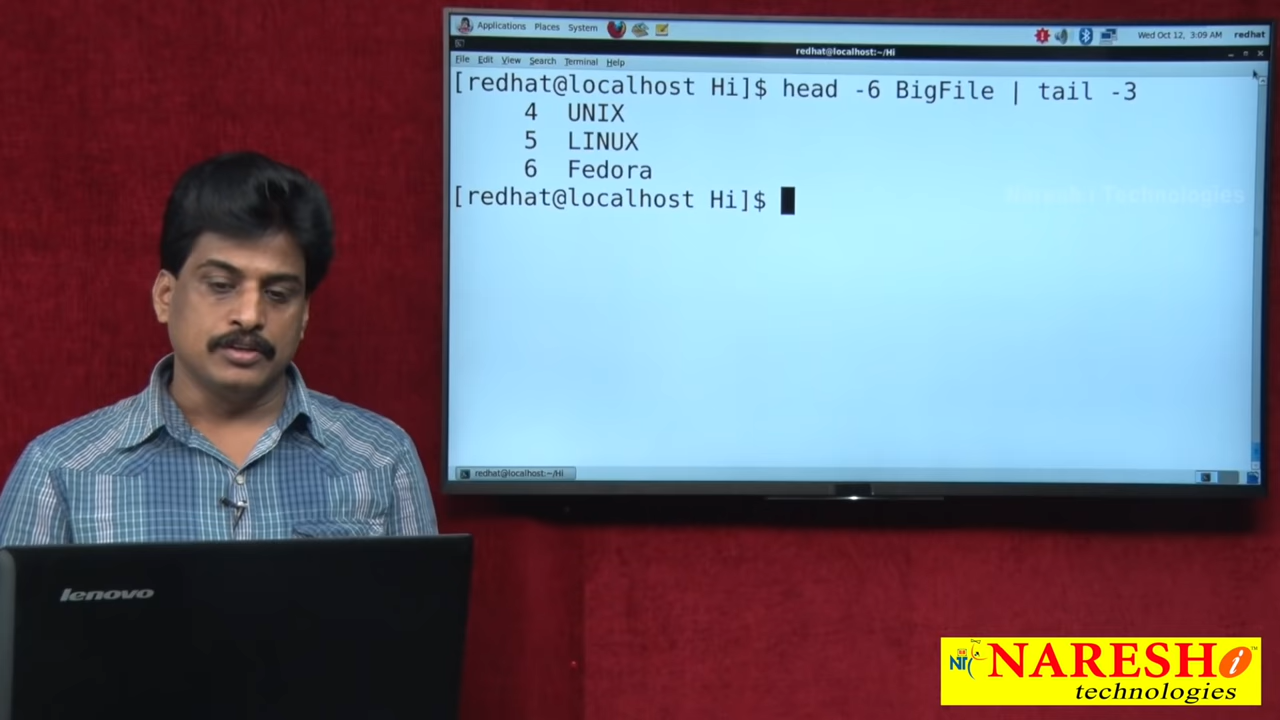 Applications Places System
Wed Oct 12, 3:09 AM redhat
redhat@localhost:~/Hi
File Edit View Search Terminal Help
[redhat@localhost Hi]$ head -6 BigFile | tail -3
4 UNIX
5 LINUX
6 Fedora
[redhat@localhost Hi]$
Technologies
redhat@localhost:~/Hi
lenovo
NARESH i
technologies